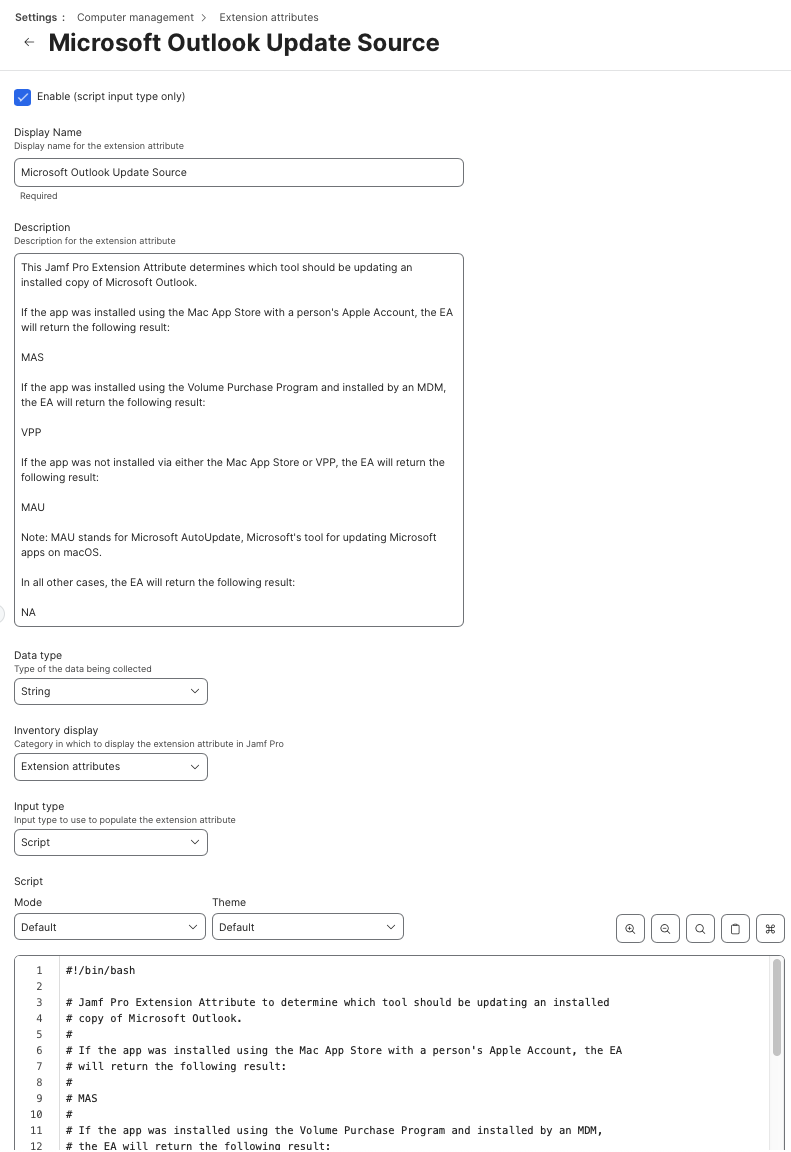 Settings : Computer management > Extension attributes
← Microsoft Outlook Update Source
Enable (script input type only)
Display Name
Display name for the extension attribute
Microsoft Outlook Update Source
Required
Description
Description for the extension attribute
This Jamf Pro Extension Attribute determines which tool should be updating an
installed copy of Microsoft Outlook.
If the app was installed using the Mac App Store with a person's Apple Account, the EA
will return the following result:
MAS
If the app was installed using the Volume Purchase Program and installed by an MDM,
the EA will return the following result:
VPP
If the app was not installed via either the Mac App Store or VPP, the EA will return the
following result:
MAU
Note: MAU stands for Microsoft AutoUpdate, Microsoft's tool for updating Microsoft
apps on macOS.
In all other cases, the EA will return the following result:
NA
Data type
Type of the data being collected
String
Inventory display
Category in which to display the extension attribute in Jamf Pro
Extension attributes
Input type
Input type to use to populate the extension attribute
Script
Script
Mode Theme
Default Default
1 #!/bin/bash
2
3 # Jamf Pro Extension Attribute to determine which tool should be updating an installed
4 # copy of Microsoft Outlook.
5 #
6 # If the app was installed using the Mac App Store with a person's Apple Account, the EA
7 # will return the following result:
8 #
9 # MAS
10 #
11 # If the app was installed using the Volume Purchase Program and installed by an MDM,
12 # the EA will return the following result: